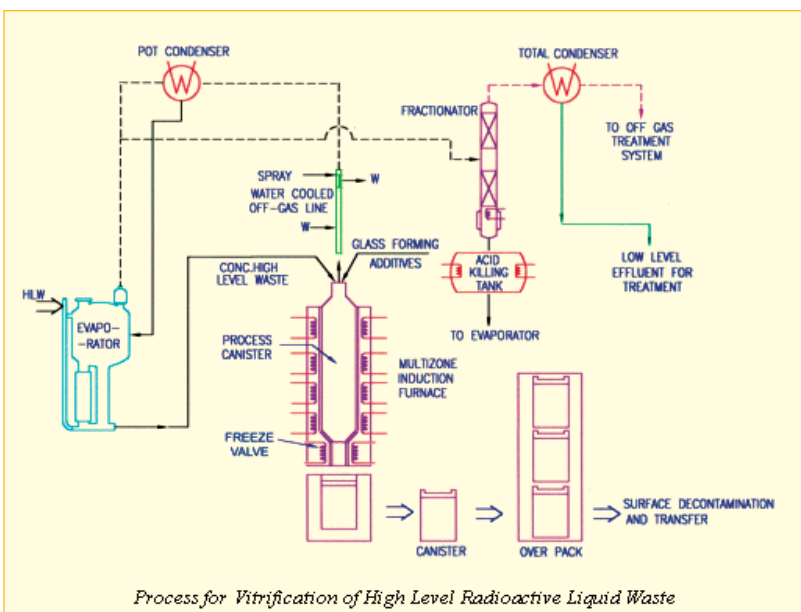 POT CONDENSER
W
TOTAL CONDENSER
W
FRACTIONATOR
TO OFF GAS
TREATMENT
SYSTEM
SPRAY
W
WATER COOLED
OFF-GAS LINE
W
GLASS FORMING
ADDITIVES
CONC.HIGH
LEVEL WASTE
ACID
KILLING
TANK
LOW LEVEL
EFFLUENT FOR
TREATMENT
HLW
EVAPO-
-RATOR
TO EVAPORATOR
PROCESS
CANISTER
MULTIZONE
INDUCTION
FURNACE
FREEZE
VALVE
SURFACE DECONTAMINATION
AND TRANSFER
CANISTER
OVER PACK
Process for Vitrification of High Level Radioactive Liquid Waste